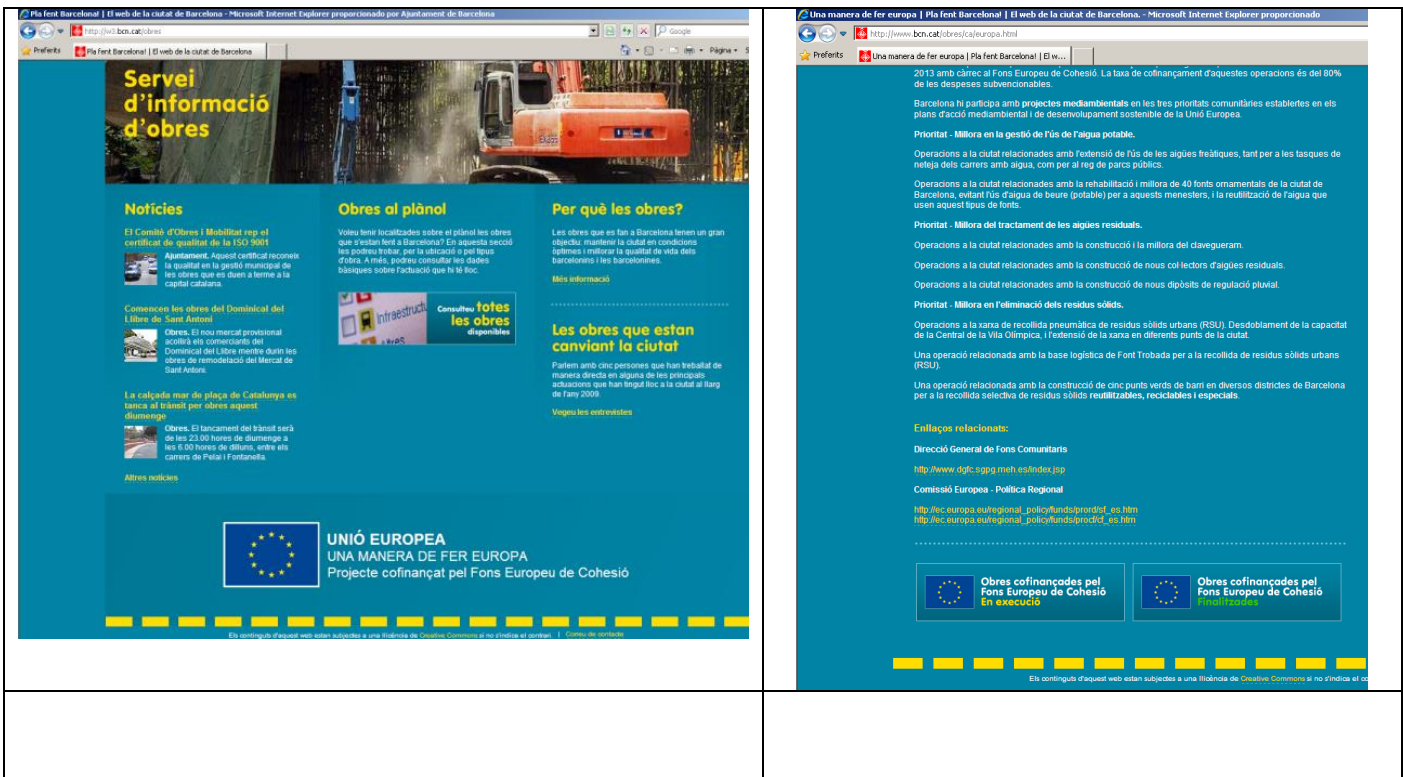 Pla fent Barcelona! | El web de la ciutat de Barcelona - Microsoft Internet Explorer proporcionado por Ajuntament de Barcelona
http://w3.bcn.cat/obres
Google
Preferits
Pla fent Barcelona! | El web de la ciutat de Barcelona
Pàgina
Servei
d'informació
d'obres
Notícies
El Comitè d'Obres i Mobilitat rep el
certificat de qualitat de la ISO 9001
Ajuntament. Aquest certificat reconeix
la qualitat en la gestió municipal de
les obres que es duen a terme a la
capital catalana.
Comencen les obres del Dominical del
Llibre de Sant Antoni
Obres. El nou mercat provisional
acollirà els comerciants del
Dominical del Llibre mentre durin les
obres de remodelació del Mercat de
Sant Antoni.
La calçada mar de plaça de Catalunya es
tanca al trànsit per obres aquest
diumenge
Obres. El tancament del trànsit serà
de les 23.00 hores de diumenge a
les 6.00 hores de dilluns, entre els
carrers de Pelai i Fontanella.
Altres notícies
Obres al plànol
Voleu tenir localitzades sobre el plànol les obres
que s'estan fent a Barcelona? En aquesta secció
les podreu trobar, per la ubicació o pel tipus
d'obra. A més, podreu consultar les dades
bàsiques sobre l'actuació que hi té lloc.
Infraestructu
Consulteu totes
les obres
disponibles
Per què les obres?
Les obres que es fan a Barcelona tenen un gran
objectiu: mantenir la ciutat en condicions
òptimes i millorar la qualitat de vida dels
barcelonins i les barcelonines.
Més informació
Les obres que estan
canviant la ciutat
Parlem amb cinc persones que han treballat de
manera directa en alguna de les principals
actuacions que han tingut lloc a la ciutat al llarg
de l'any 2009.
Vegeu les entrevistes
UNIÓ EUROPEA
UNA MANERA DE FER EUROPA
Projecte cofinançat pel Fons Europeu de Cohesió
Els continguts d'aquest web estan subjectes a una llicència de Creative Commons si no s'indica el contrari. | Correu de contacte
Una manera de fer europa | Pla fent Barcelona! | El web de la ciutat de Barcelona. - Microsoft Internet Explorer proporcionado
http://www.bcn.cat/obres/ca/europa.html
Preferits
Una manera de fer europa | Pla fent Barcelona! | El w...
2013 amb càrrec al Fons Europeu de Cohesió. La taxa de cofinançament d'aquestes operacions és del 80%
de les despeses subvencionables.
Barcelona hi participa amb projectes mediambientals en les tres prioritats comunitàries establertes en els
plans d'acció mediambiental i de desenvolupament sostenible de la Unió Europea.
Prioritat - Millora en la gestió de l'ús de l'aigua potable.
Operacions a la ciutat relacionades amb l'extensió de l'ús de les aigües freàtiques, tant per a les tasques de
neteja dels carrers amb aigua, com per al reg de parcs públics.
Operacions a la ciutat relacionades amb la rehabilitació i millora de 40 fonts ornamentals de la ciutat de
Barcelona, evitant l'ús d'aigua de beure (potable) per a aquests menesters, i la reutilització de l'aigua que
usen aquest tipus de fonts.
Prioritat - Millora del tractament de les aigües residuals.
Operacions a la ciutat relacionades amb la construcció i la millora del clavegueram.
Operacions a la ciutat relacionades amb la construcció de nous col·lectors d'aigües residuals.
Operacions a la ciutat relacionades amb la construcció de nous dipòsits de regulació pluvial.
Prioritat - Millora en l'eliminació dels residus sòlids.
Operacions a la xarxa de recollida pneumàtica de residus sòlids urbans (RSU). Desdoblament de la capacitat
de la Central de la Vila Olímpica, i l'extensió de la xarxa en diferents punts de la ciutat.
Una operació relacionada amb la base logística de Font Trobada per a la recollida de residus sòlids urbans
(RSU).
Una operació relacionada amb la construcció de cinc punts verds de barri en diversos districtes de Barcelona
per a la recollida selectiva de residus sòlids reutilitzables, reciclables i especials.
Enllaços relacionats:
Direcció General de Fons Comunitaris
http://www.dgfc.sgpg.meh.es/index.jsp
Comissió Europea - Política Regional
http://ec.europa.eu/regional_policy/funds/prord/sf_es.htm
http://ec.europa.eu/regional_policy/funds/procf/cf_es.htm
Obres cofinançades pel
Fons Europeu de Cohesió
En execució
Obres cofinançades pel
Fons Europeu de Cohesió
Finalitzades
Els continguts d'aquest web estan subjectes a una llicència de Creative Commons si no s'indica el co